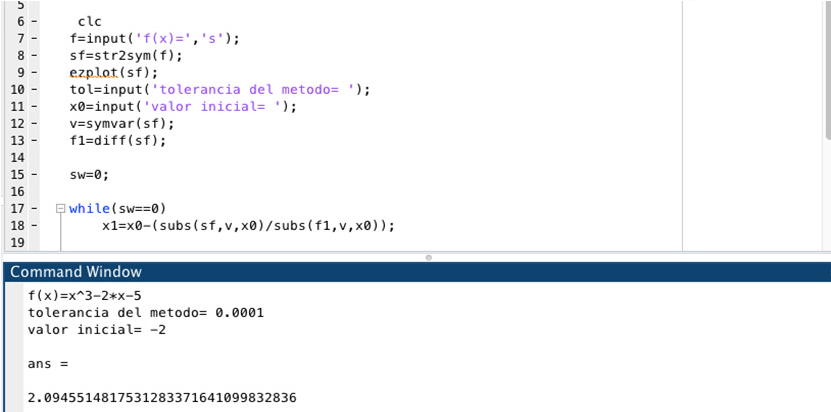 5
6 - clc
7 - f=input('f(x)=','s');
8 - sf=str2sym(f);
9 - ezplot(sf);
10 - tol=input('tolerancia del metodo= ');
11 - x0=input('valor inicial= ');
12 - v=symvar(sf);
13 - f1=diff(sf);
14
15 - sw=0;
16
17 - while(sw==0)
18 - x1=x0-(subs(sf,v,x0)/subs(f1,v,x0));
19
Command Window
f(x)=x^3-2*x-5
tolerancia del metodo= 0.0001
valor inicial= -2
ans =
2.0945514817531283371641099832836